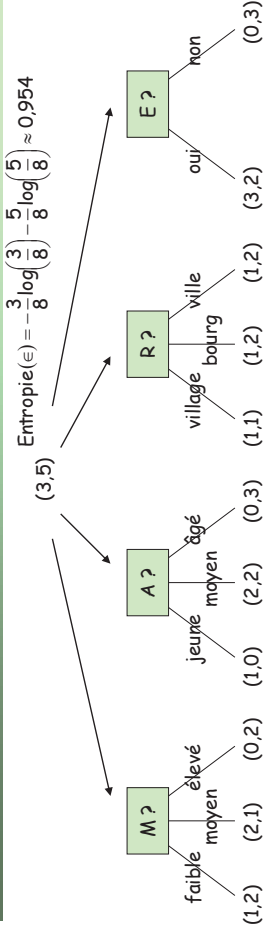 Entropie(∈) = −3/8 log(3/8) − 5/8 log(5/8) ≈ 0,954
(3,5)
M ? A ? R ? E ?
faible moyen élevé jeune moyen âgé village bourg ville oui non
(1,2) (2,1) (0,2) (1,0) (2,2) (0,3) (1,1) (1,2) (1,2) (3,2) (0,3)